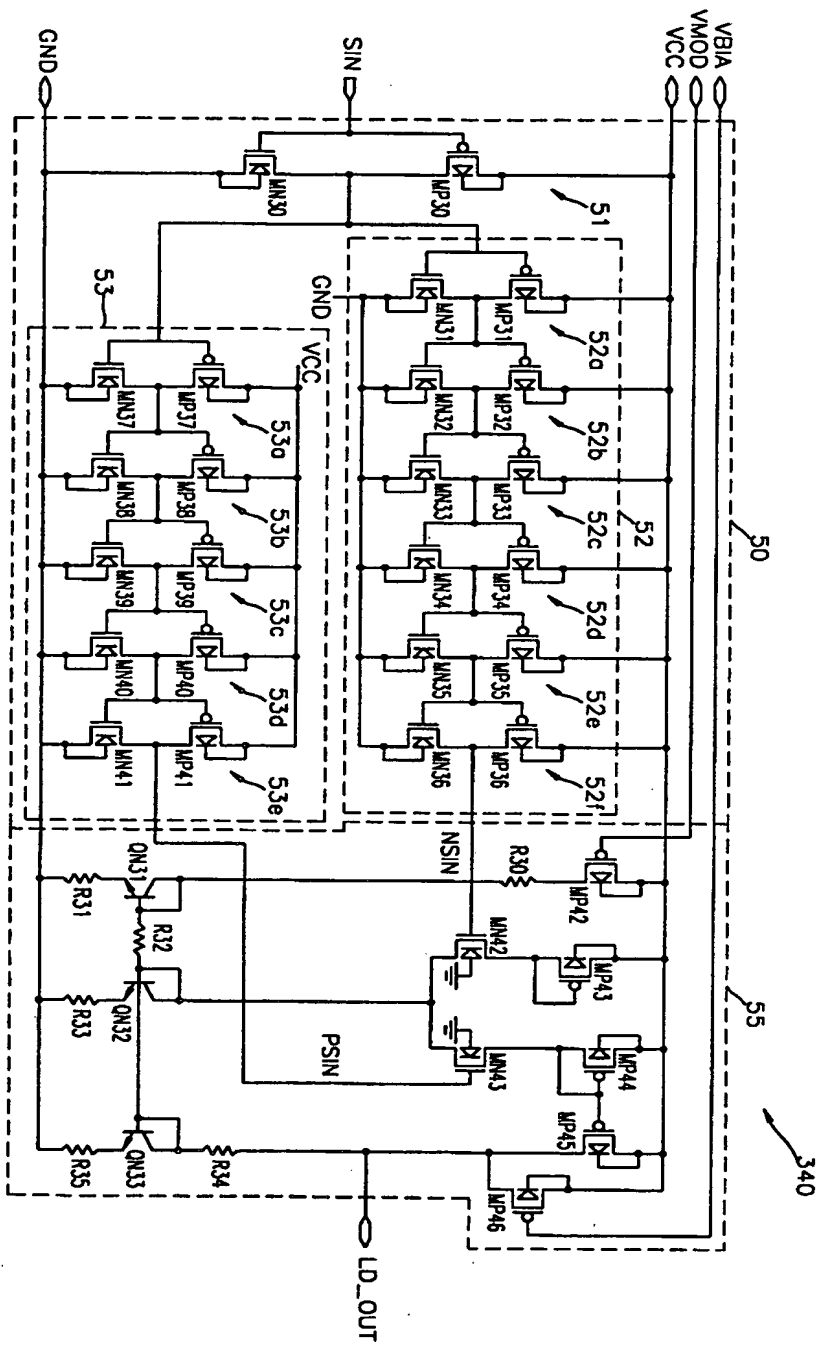 VBIA
VMOD
VCC
SIN
GND
340
50
55
51
MP30
MN30
52
52a
52b
52c
52d
52e
52f
MP31
MP32
MP33
MP34
MP35
MP36
MN31
MN32
MN33
MN34
MN35
MN36
GND
53
VCC
53a
53b
53c
53d
53e
MP37
MP38
MP39
MP40
MP41
MN37
MN38
MN39
MN40
MN41
MP42
MP43
MP44
MP45
MP46
R30
NSIN
MN42
MN43
PSIN
QN31
R32
QN32
QN33
R31
R33
R34
R35
LD_OUT